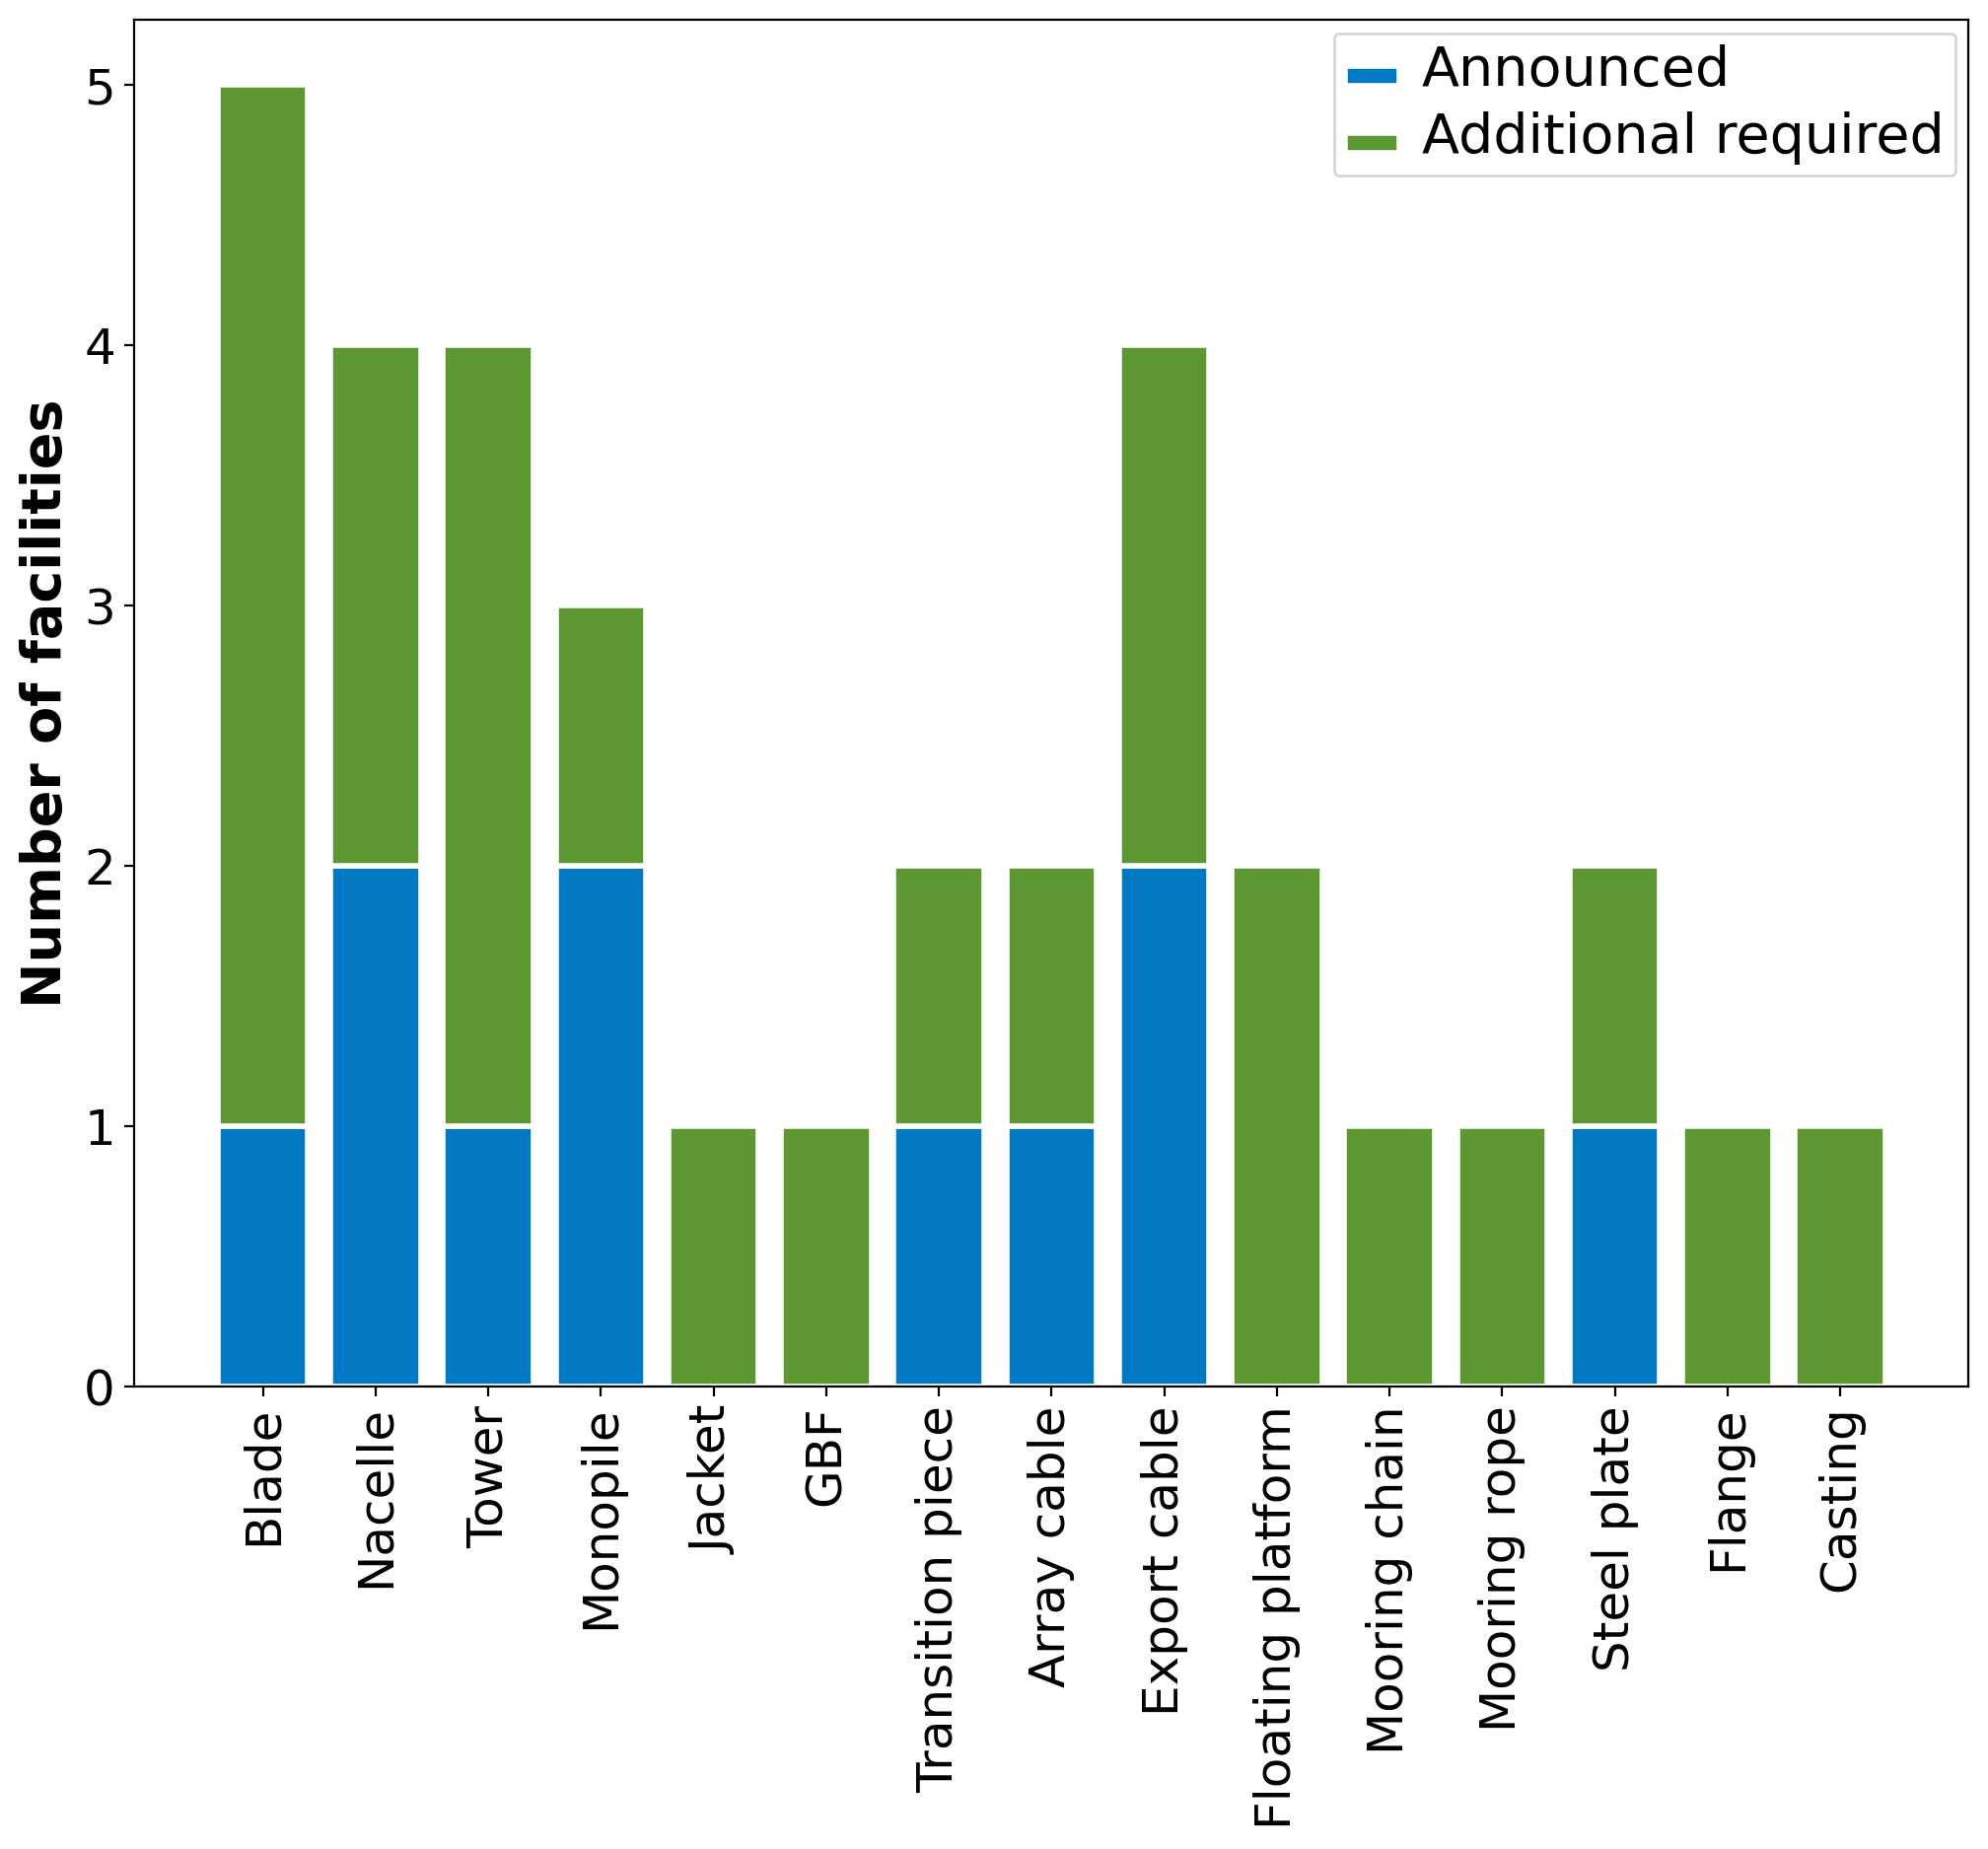 Announced
Additional required
Number of facilities
5
4
3
2
1
0
Blade
Nacelle
Tower
Monopile
Jacket
GBF
Transition piece
Array cable
Export cable
Floating platform
Mooring chain
Mooring rope
Steel plate
Flange
Casting